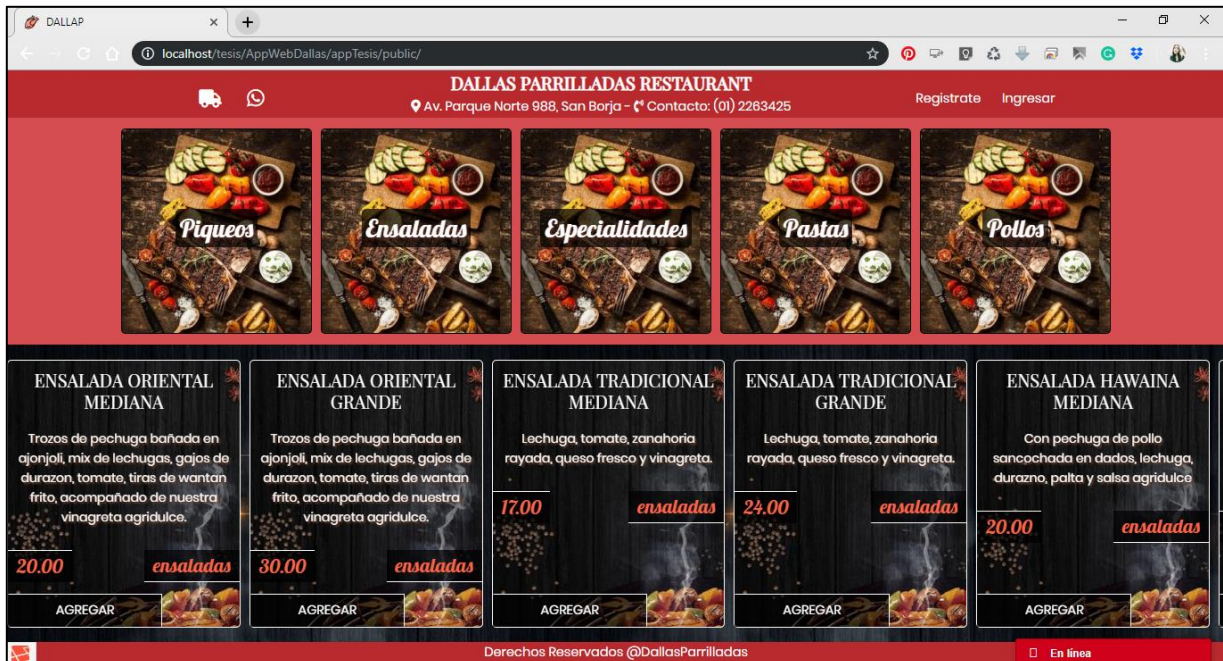 DALLAP
localhost/tesis/AppWebDallas/appTesis/public/
DALLAS PARRILLADAS RESTAURANT
Av. Parque Norte 988, San Borja - Contacto: (01) 2263425
Registrate
Ingresar
Piqueos
Ensaladas
Especialidades
Pastas
Pollos
ENSALADA ORIENTAL
MEDIANA
Trozos de pechuga bañada en
ajonjoli, mix de lechugas, gajos de
durazon, tomate, tiras de wantan
frito, acompañado de nuestra
vinagreta agridulce.
20.00
ensaladas
AGREGAR
ENSALADA ORIENTAL
GRANDE
Trozos de pechuga bañada en
ajonjoli, mix de lechugas, gajos de
durazon, tomate, tiras de wantan
frito, acompañado de nuestra
vinagreta agridulce.
30.00
ensaladas
AGREGAR
ENSALADA TRADICIONAL
MEDIANA
Lechuga, tomate, zanahoria
rayada, queso fresco y vinagreta.
17.00
ensaladas
AGREGAR
ENSALADA TRADICIONAL
GRANDE
Lechuga, tomate, zanahoria
rayada, queso fresco y vinagreta.
24.00
ensaladas
AGREGAR
ENSALADA HAWAINA
MEDIANA
Con pechuga de pollo
sancochada en dados, lechuga,
durazno, palta y salsa agridulce
20.00
ensaladas
AGREGAR
Derechos Reservados @DallasParrilladas
En línea